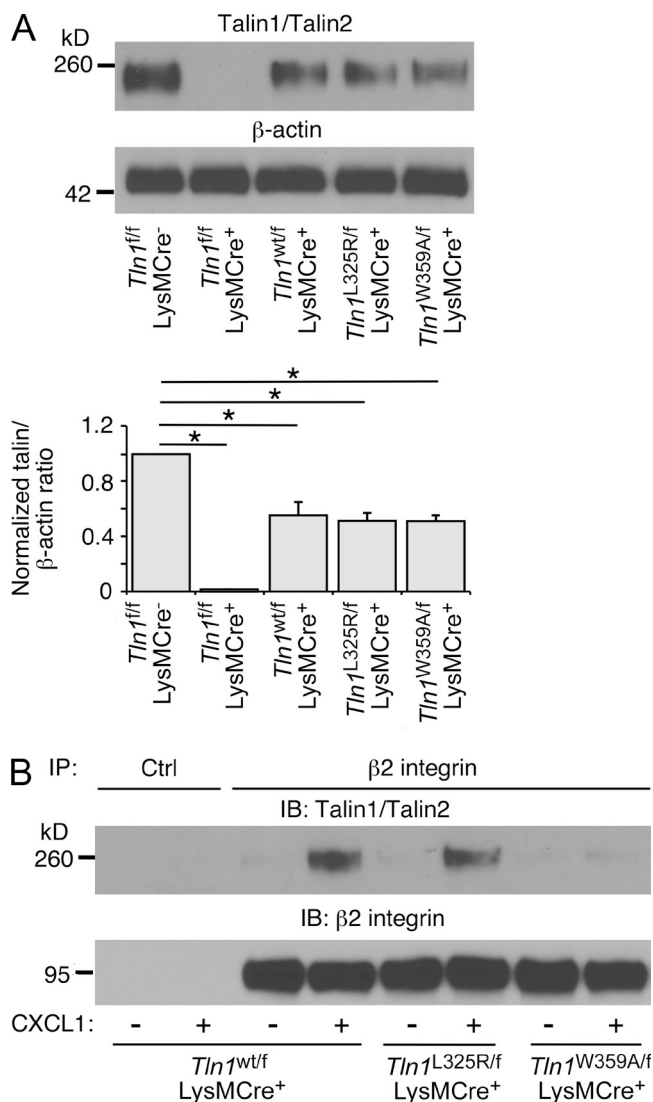 A
Talin1/Talin2
kD
260
β-actin
42
Tln1f/f LysMCre-
Tln1f/f LysMCre+
Tln1wt/f LysMCre+
Tln1L325R/f LysMCre+
Tln1W359A/f LysMCre+
* 
*
*
*
Normalized talin/
β-actin ratio
1.2
0.8
0.4
0
Tln1f/f LysMCre-
Tln1f/f LysMCre+
Tln1wt/f LysMCre+
Tln1L325R/f LysMCre+
Tln1W359A/f LysMCre+
B
IP: Ctrl β2 integrin
IB: Talin1/Talin2
kD
260
IB: β2 integrin
95
CXCL1: - + - + - + - +
Tln1wt/f Tln1L325R/f Tln1W359A/f
LysMCre+ LysMCre+ LysMCre+